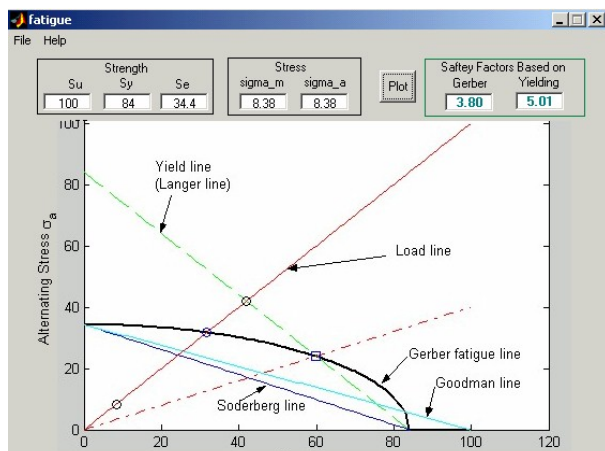 fatigue
File Help
Strength
Su Sy Se
100 84 34.4
Stress
sigma_m sigma_a
8.38 8.38
Plot
Saftey Factors Based on
Gerber Yielding
3.80 5.01
100
80
60
40
20
0
Alternating Stress σa
Yield line
(Langer line)
Load line
Gerber fatigue line
Goodman line
Soderberg line
0 20 40 60 80 100 120